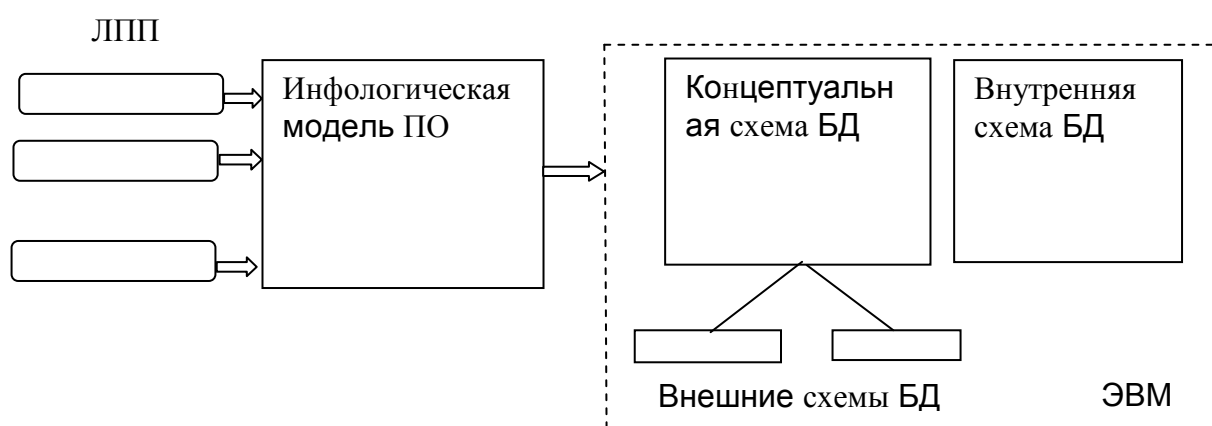 ЛПП
Инфологическая
модель ПО
Концептуальн
ая схема БД
Внутренняя
схема БД
Внешние схемы БД
ЭВМ